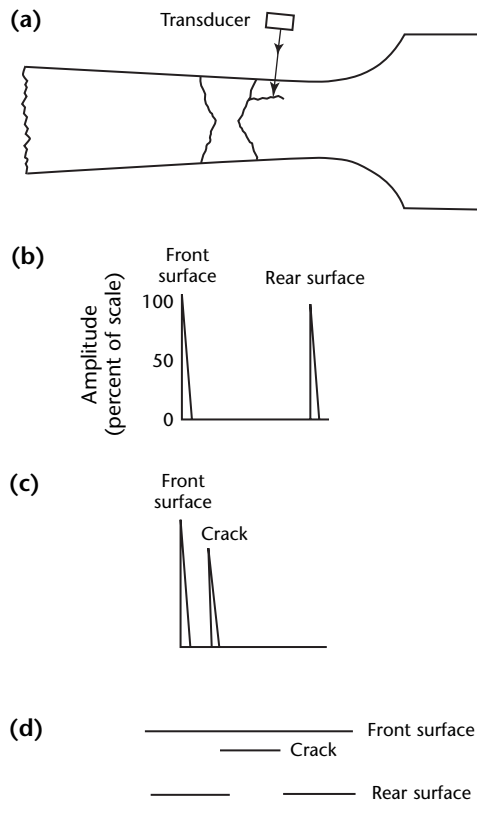 (a)
Transducer
(b)
Front
surface
Rear surface
Amplitude
(percent of scale)
100
50
0
(c)
Front
surface
Crack
(d)
Front surface
Crack
Rear surface